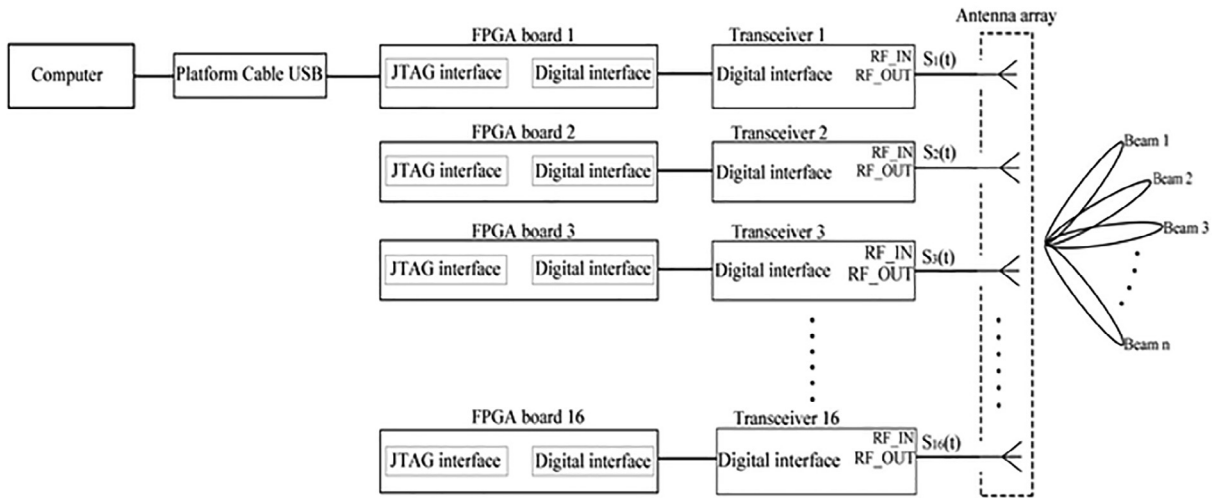 Antenna array
FPGA board 1
Transceiver 1
Computer
Platform Cable USB
JTAG interface
Digital interface
Digital interface
RF_IN
RF_OUT
S1(t)
FPGA board 2
Transceiver 2
JTAG interface
Digital interface
Digital interface
RF_IN
RF_OUT
S2(t)
FPGA board 3
Transceiver 3
JTAG interface
Digital interface
Digital interface
RF_IN
RF_OUT
S3(t)
FPGA board 16
Transceiver 16
JTAG interface
Digital interface
Digital interface
RF_IN
RF_OUT
S16(t)
Beam 1
Beam 2
Beam 3
Beam n